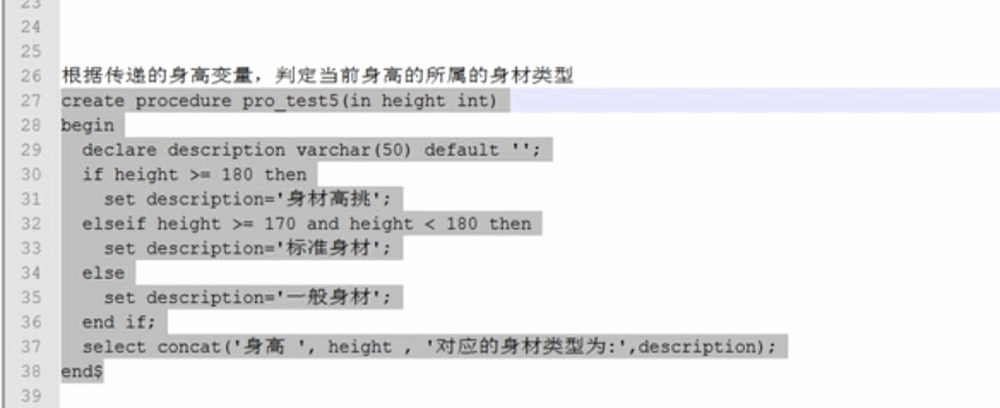 23
24
25
26 根据传递的身高变量，判定当前身高的所属的身材类型
27 create procedure pro_test5(in height int)
28 begin
29   declare description varchar(50) default '';
30   if height >= 180 then
31     set description='身材高挑';
32   elseif height >= 170 and height < 180 then
33     set description='标准身材';
34   else
35     set description='一般身材';
36   end if;
37   select concat('身高 ', height , '对应的身材类型为:',description);
38 end$
39